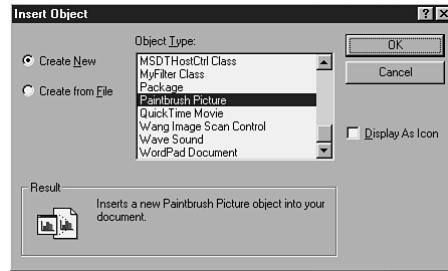 Insert Object
Object Type:
Create New
Create from File
MSDTHostCtrl Class
MyFilter Class
Package
Paintbrush Picture
QuickTime Movie
Wang Image Scan Control
Wave Sound
WordPad Document
OK
Cancel
Display As Icon
Result
Inserts a new Paintbrush Picture object into your
document.